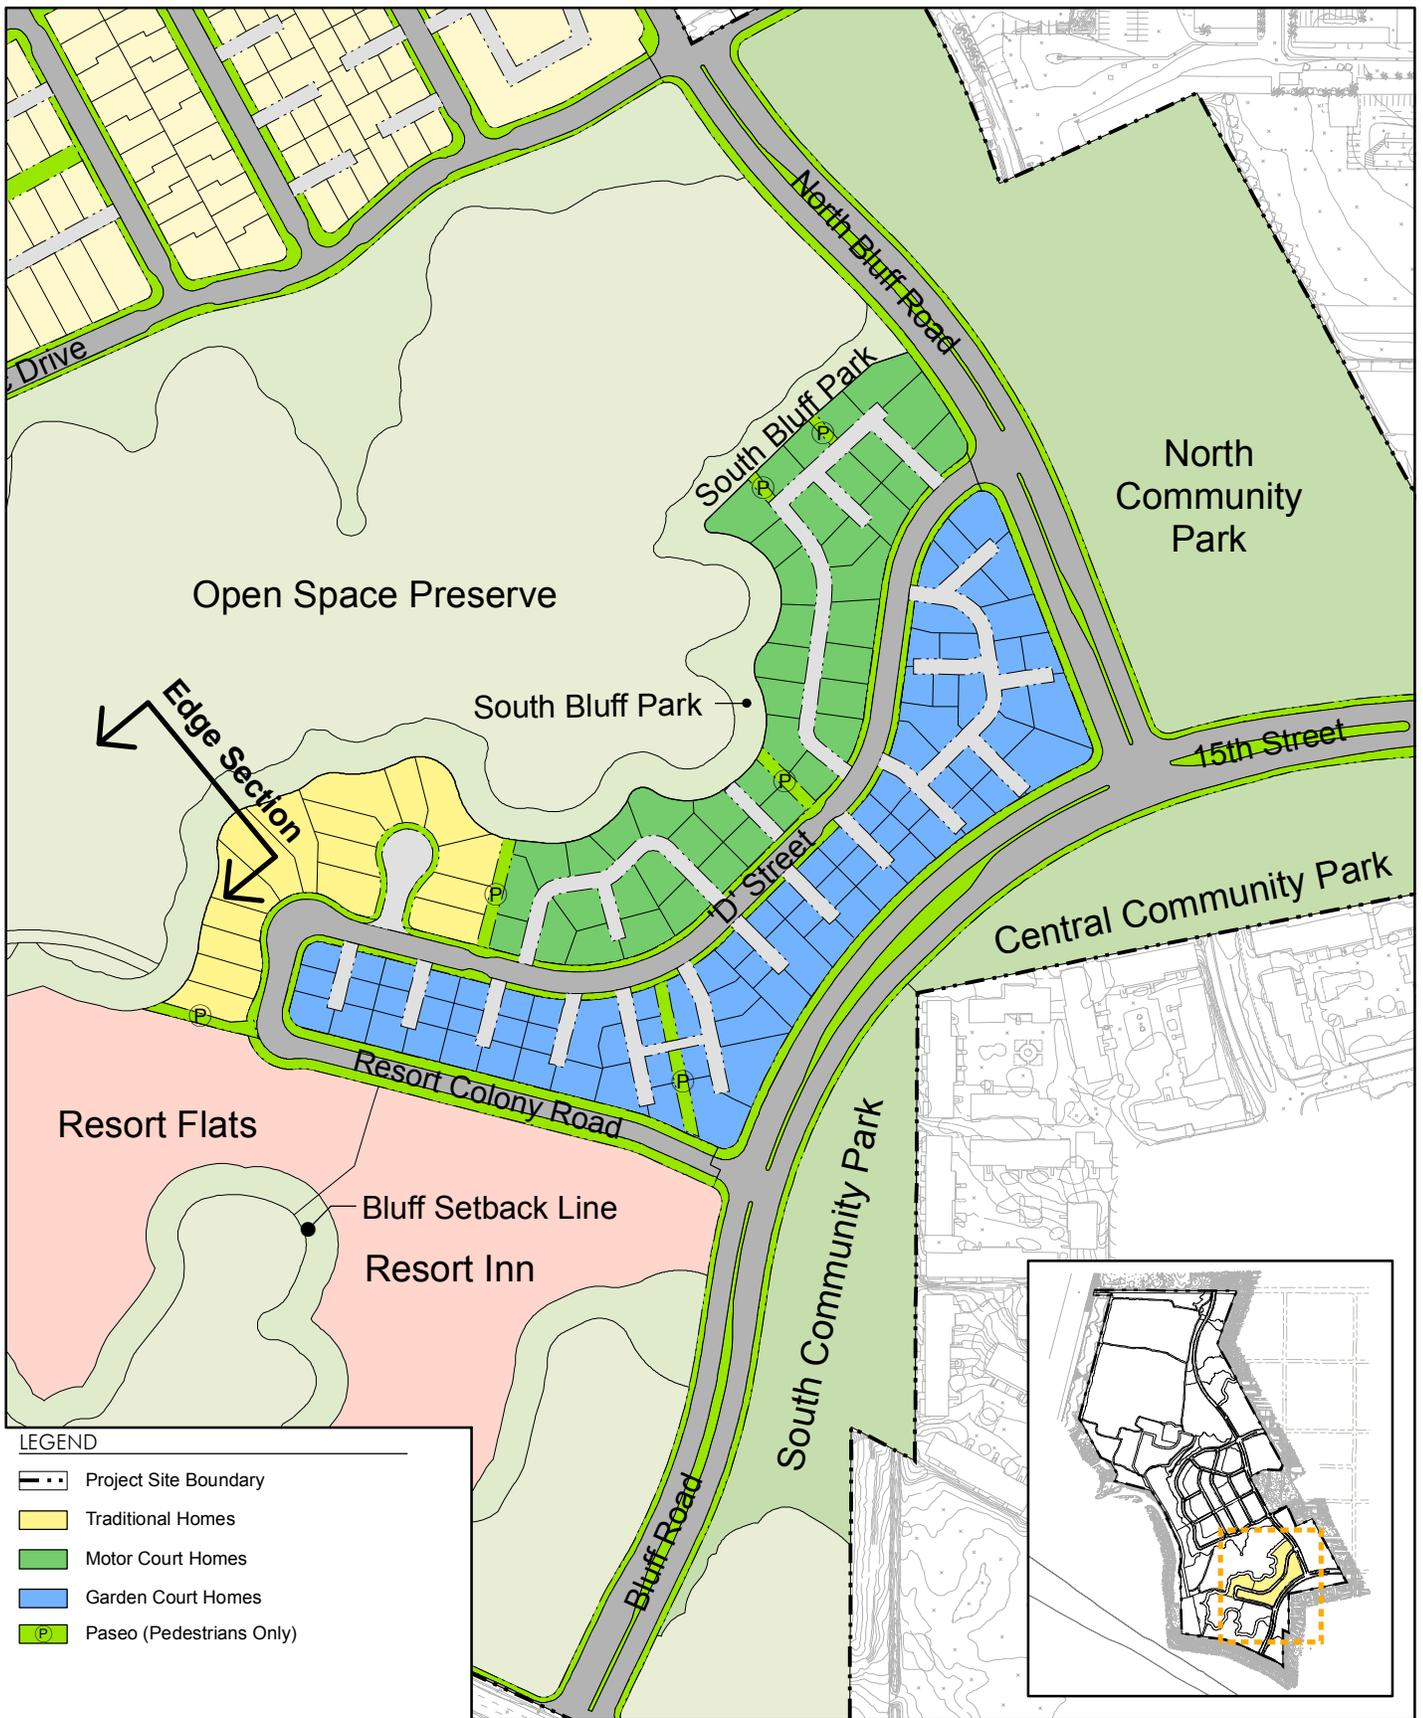 North Bluff Road
Drive
South Bluff Park
P
P
North
Community
Park
Open Space Preserve
South Bluff Park
Edge Section
15th Street
P
'D' Street
P
Central Community Park
P
Resort Colony Road
P
Resort Flats
South Community Park
Bluff Setback Line
Resort Inn
Bluff Road
LEGEND
Project Site Boundary
Traditional Homes
Motor Court Homes
Garden Court Homes
P Paseo (Pedestrians Only)